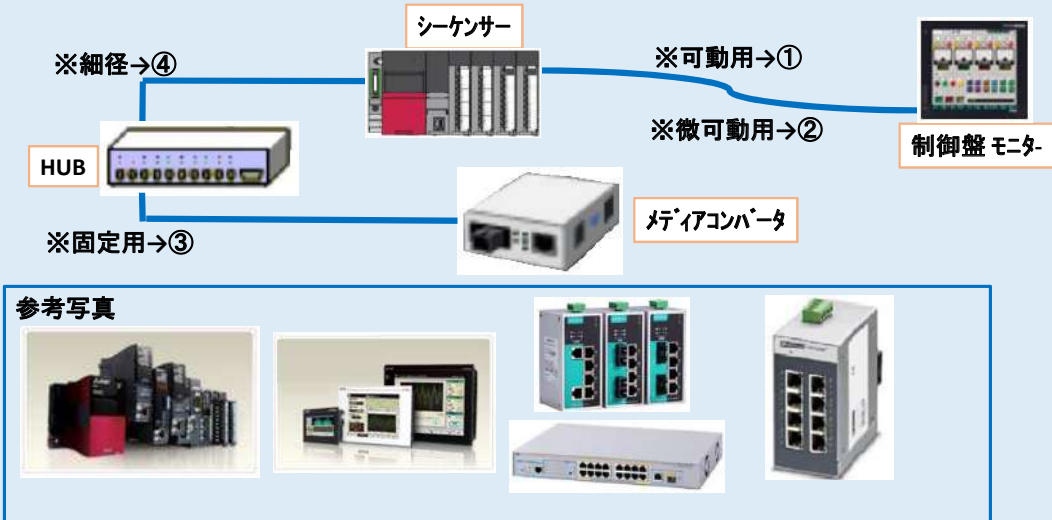 シーケンサー
※細径→④
※可動用→①
※微可動用→②
制御盤 モニタ-
HUB
メディアコンバータ
※固定用→③
参考写真